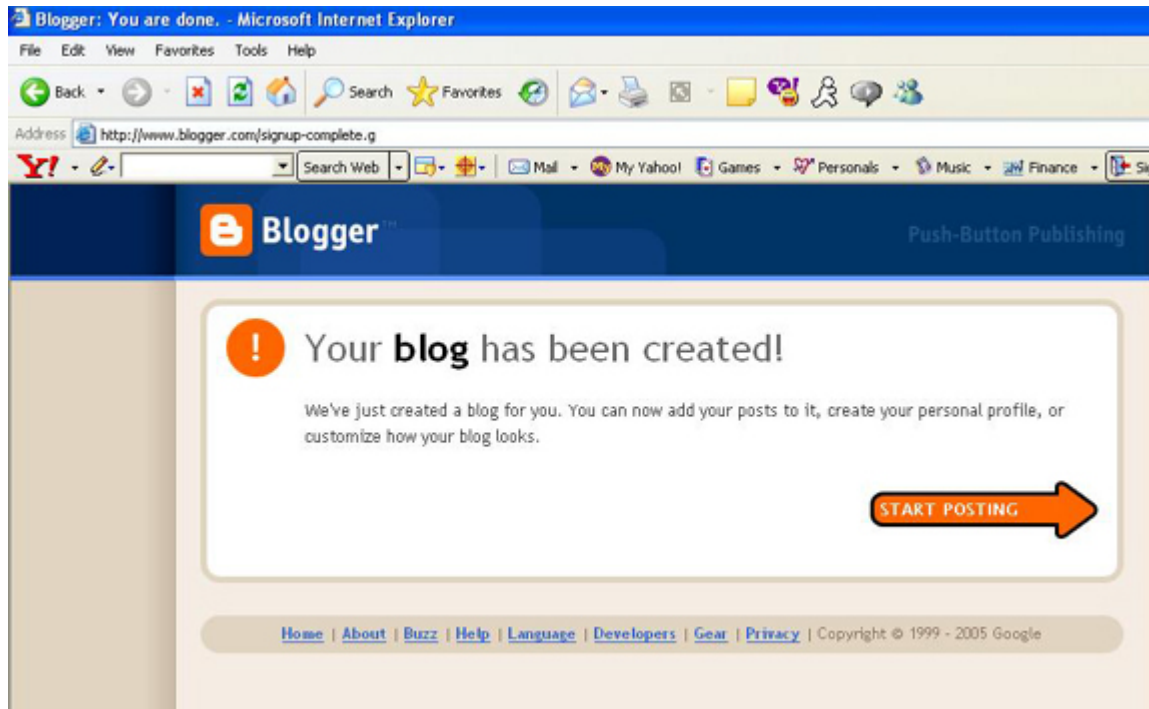 Blogger: You are done. - Microsoft Internet Explorer
File Edit View Favorites Tools Help
Back Search Favorites
Address http://www.blogger.com/signup-complete.g
Y! Search Web Mail My Yahoo! Games Personals Music Finance
Blogger™ Push-Button Publishing
! Your blog has been created!
We've just created a blog for you. You can now add your posts to it, create your personal profile, or
customize how your blog looks.
START POSTING
Home | About | Buzz | Help | Language | Developers | Gear | Privacy | Copyright © 1999 - 2005 Google